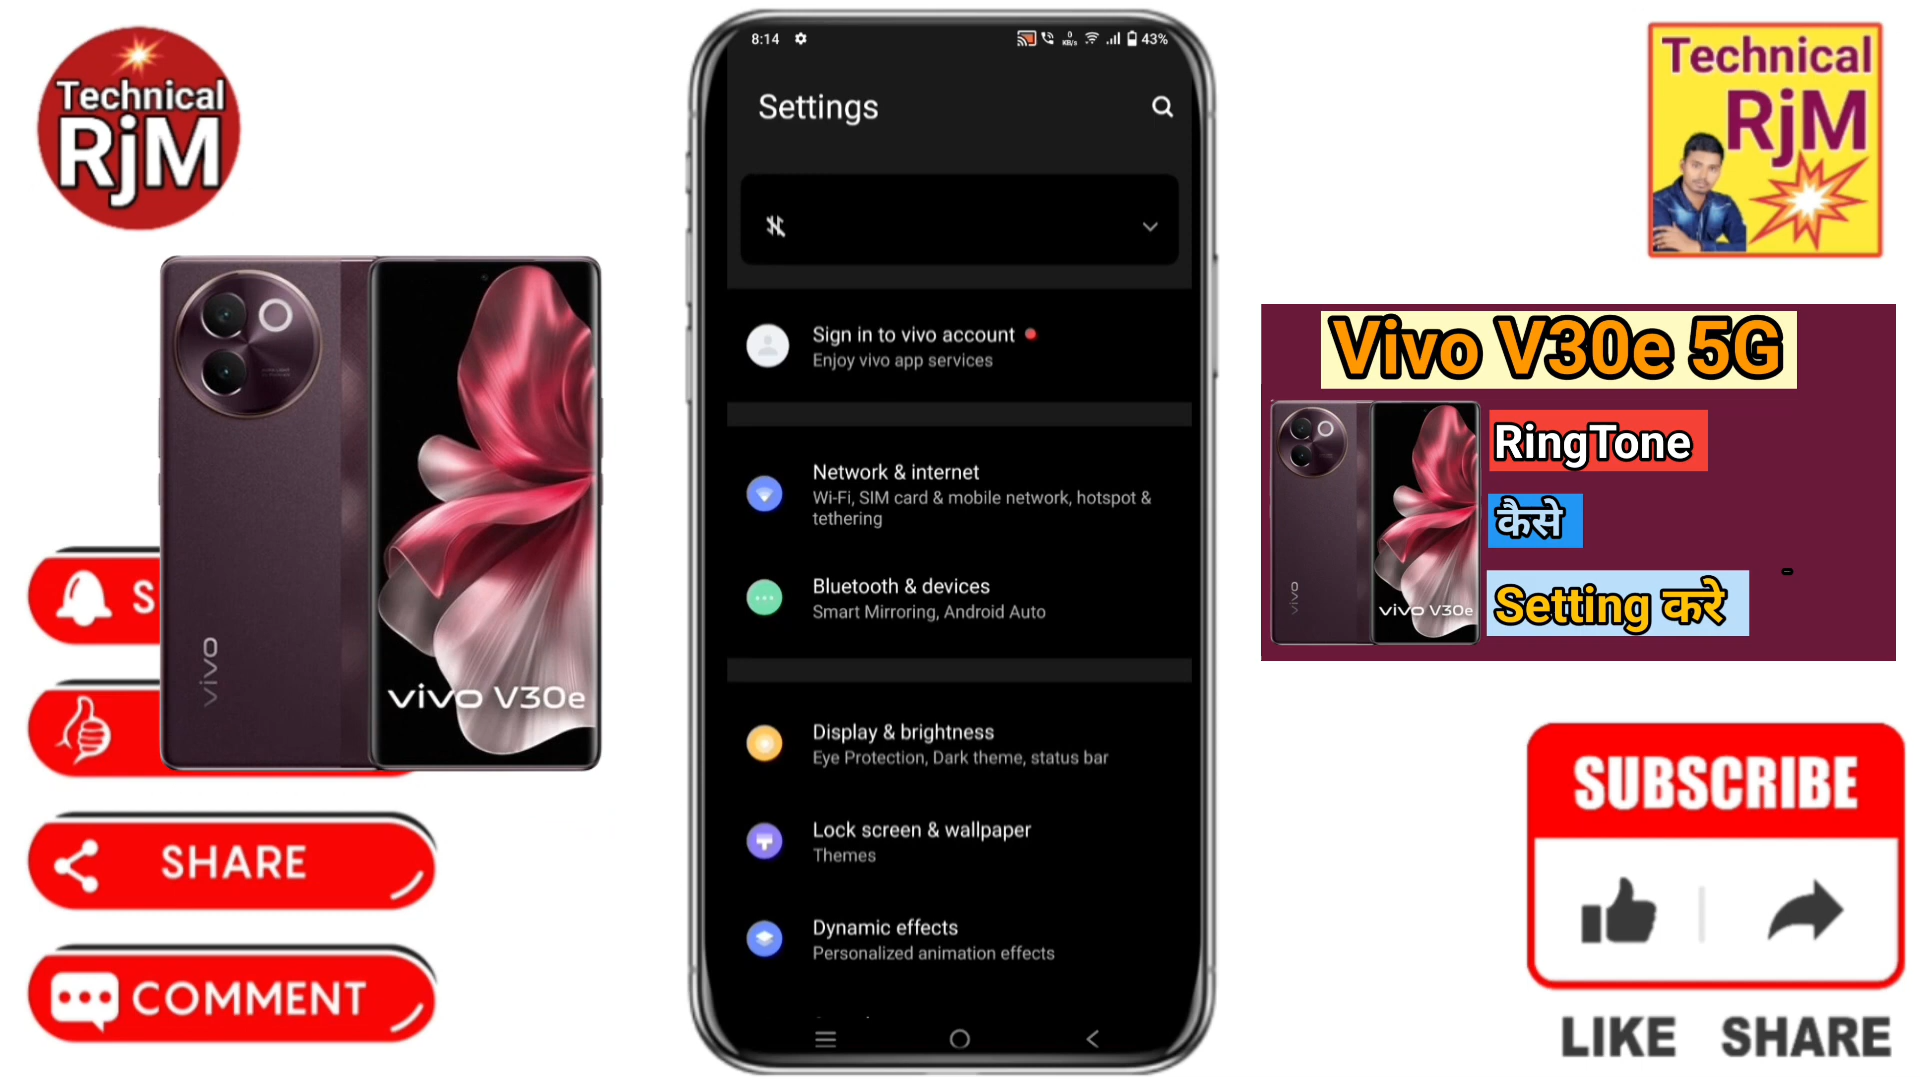 Technical
RjM
S
SHARE
COMMENT
vivo
vivo V30e
8:14
0
KB/s
43%
Settings
Sign in to vivo account
Enjoy vivo app services
Network & internet
Wi-Fi, SIM card & mobile network, hotspot &
tethering
Bluetooth & devices
Smart Mirroring, Android Auto
Display & brightness
Eye Protection, Dark theme, status bar
Lock screen & wallpaper
Themes
Dynamic effects
Personalized animation effects
Technical
RjM
Vivo V30e 5G
RingTone
कैसे
Setting करे
vivo
vivo V30e
SUBSCRIBE
LIKE SHARE